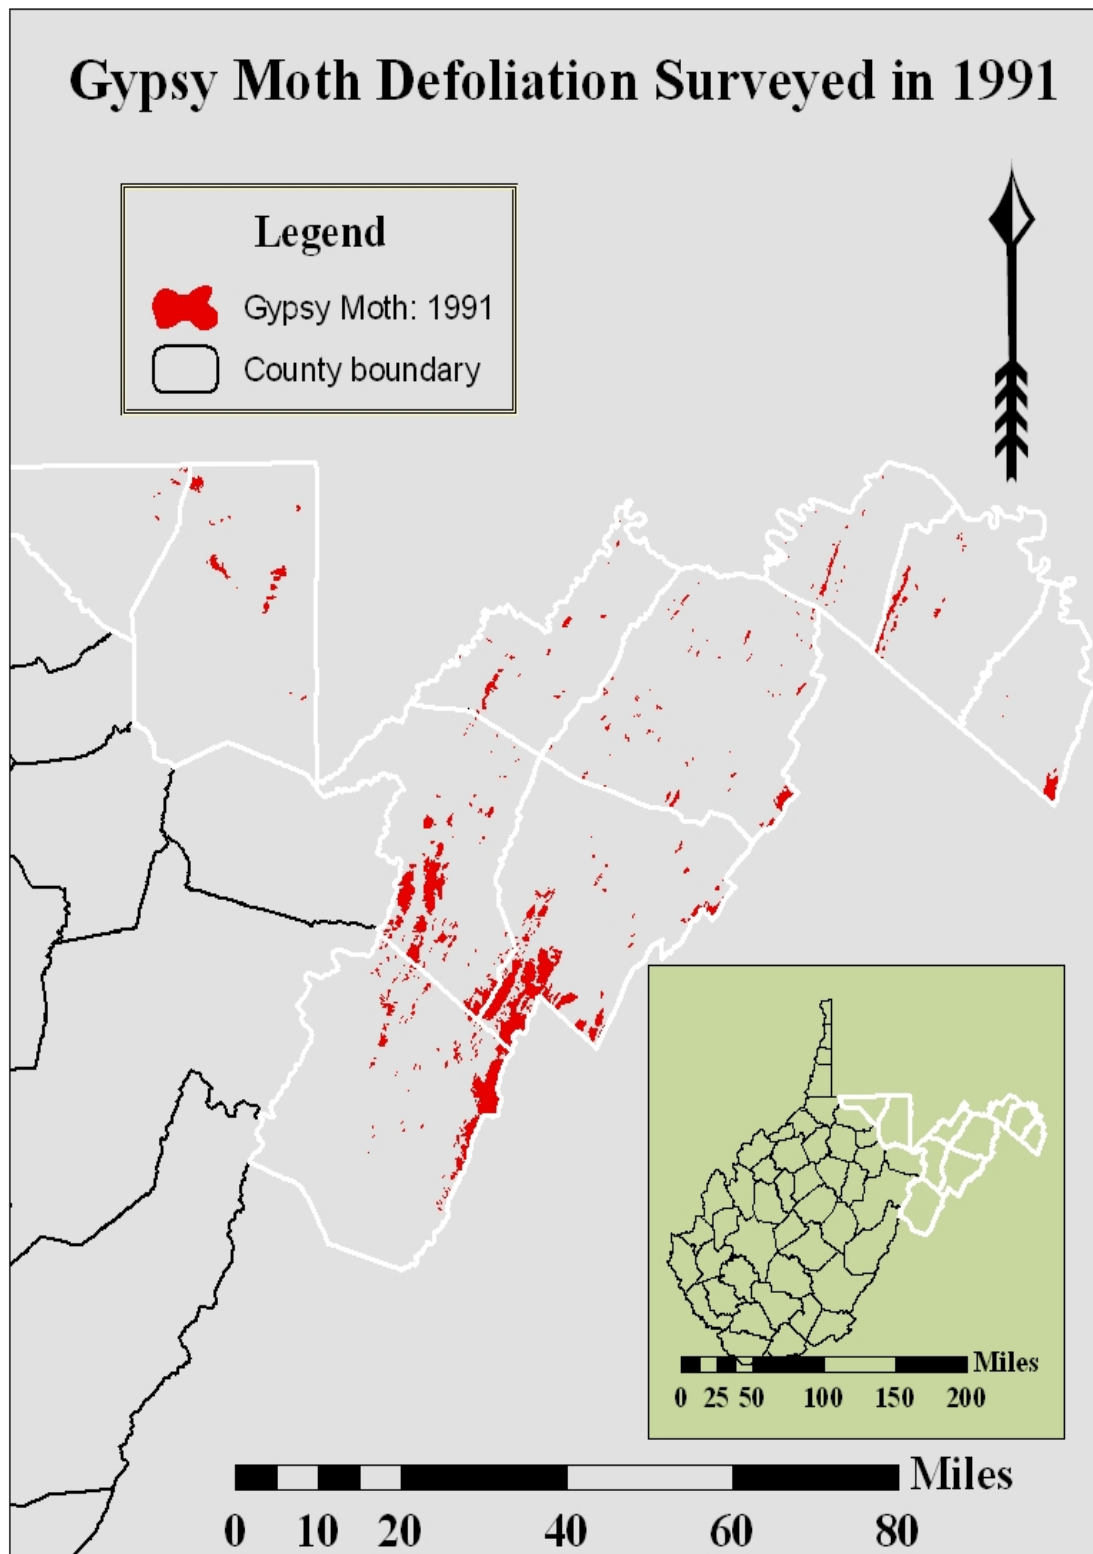 Gypsy Moth Defoliation Surveyed in 1991
Legend
Gypsy Moth: 1991
County boundary
Miles
0 25 50 100 150 200
Miles
0 10 20 40 60 80